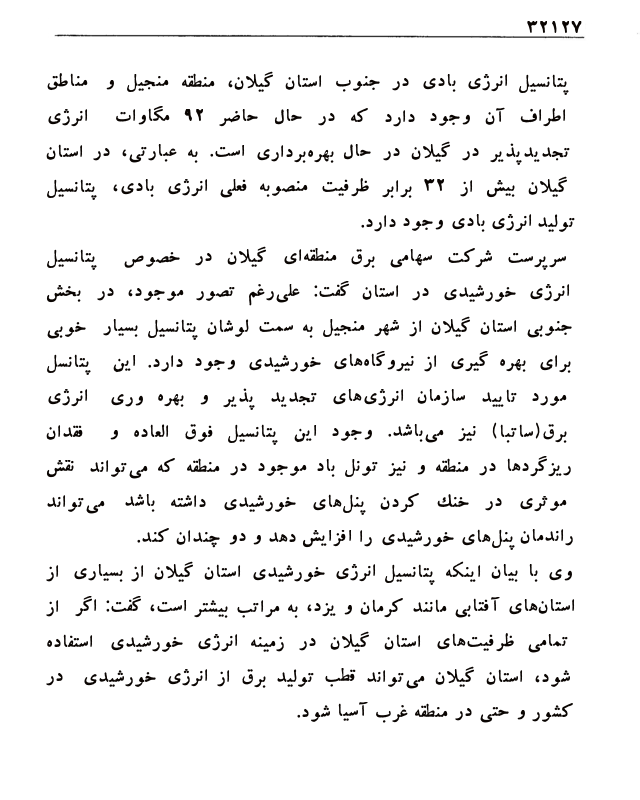 ۳۲۱۲۷
پتانسیل انرژی بادی در جنوب استان گیلان، منطقه منجیل و مناطق
اطراف آن وجود دارد که در حال حاضر ۹۲ مگاوات انرژی
تجدیدپذیر در گیلان در حال بهره‌برداری است. به عبارتی، در استان
گیلان بیش از ۳۲ برابر ظرفیت منصوبه فعلی انرژی بادی، پتانسیل
تولید انرژی بادی وجود دارد.
سرپرست شرکت سهامی برق منطقه‌ای گیلان در خصوص پتانسیل
انرژی خورشیدی در استان گفت: علی‌رغم تصور موجود، در بخش
جنوبی استان گیلان از شهر منجیل به سمت لوشان پتانسیل بسیار خوبی
برای بهره گیری از نیروگاه‌های خورشیدی وجود دارد. این پتانسل
مورد تایید سازمان انرژی‌های تجدید پذیر و بهره وری انرژی
برق(ساتبا) نیز می‌باشد. وجود این پتانسیل فوق العاده و فقدان
ریزگردها در منطقه و نیز تونل باد موجود در منطقه که می‌تواند نقش
موثری در خنك کردن پنل‌های خورشیدی داشته باشد می‌تواند
راندمان پنل‌های خورشیدی را افزایش دهد و دو چندان کند.
وی با بیان اینکه پتانسیل انرژی خورشیدی استان گیلان از بسیاری از
استان‌های آفتابی مانند کرمان و یزد، به مراتب بیشتر است، گفت: اگر از
تمامی ظرفیت‌های استان گیلان در زمینه انرژی خورشیدی استفاده
شود، استان گیلان می‌تواند قطب تولید برق از انرژی خورشیدی در
کشور و حتی در منطقه غرب آسیا شود.